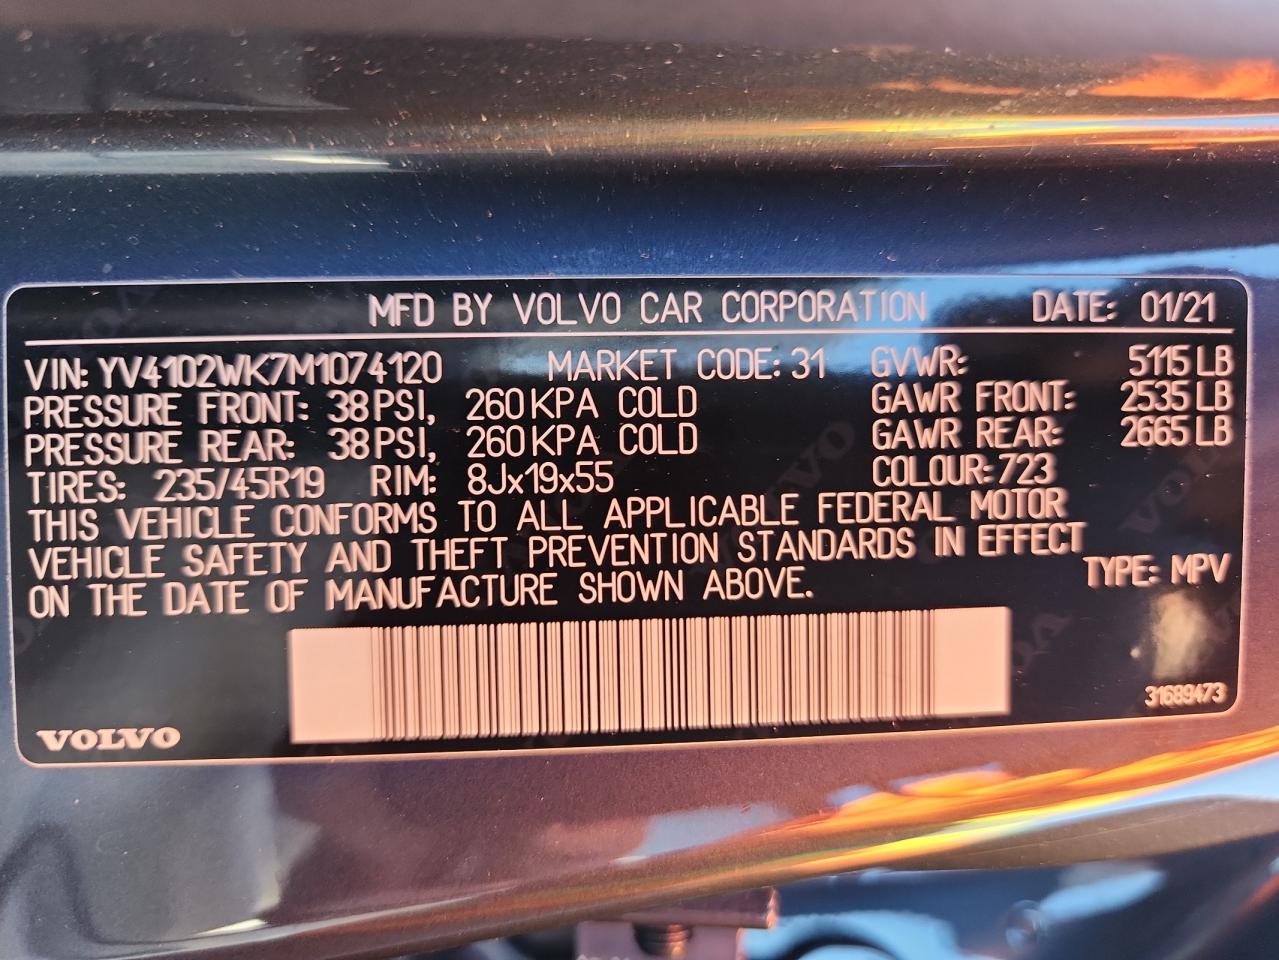 MFD BY VOLVO CAR CORPORATION DATE: 01/21
VIN: YV4102WK7M1074120 MARKET CODE: 31 GVWR: 5115 LB
PRESSURE FRONT: 38 PSI, 260 KPA COLD GAWR FRONT: 2535 LB
PRESSURE REAR: 38 PSI, 260 KPA COLD GAWR REAR: 2665 LB
TIRES: 235/45R19 RIM: 8Jx19x55 COLOUR: 723
THIS VEHICLE CONFORMS TO ALL APPLICABLE FEDERAL MOTOR
VEHICLE SAFETY AND THEFT PREVENTION STANDARDS IN EFFECT
ON THE DATE OF MANUFACTURE SHOWN ABOVE. TYPE: MPV
31689473
VOLVO